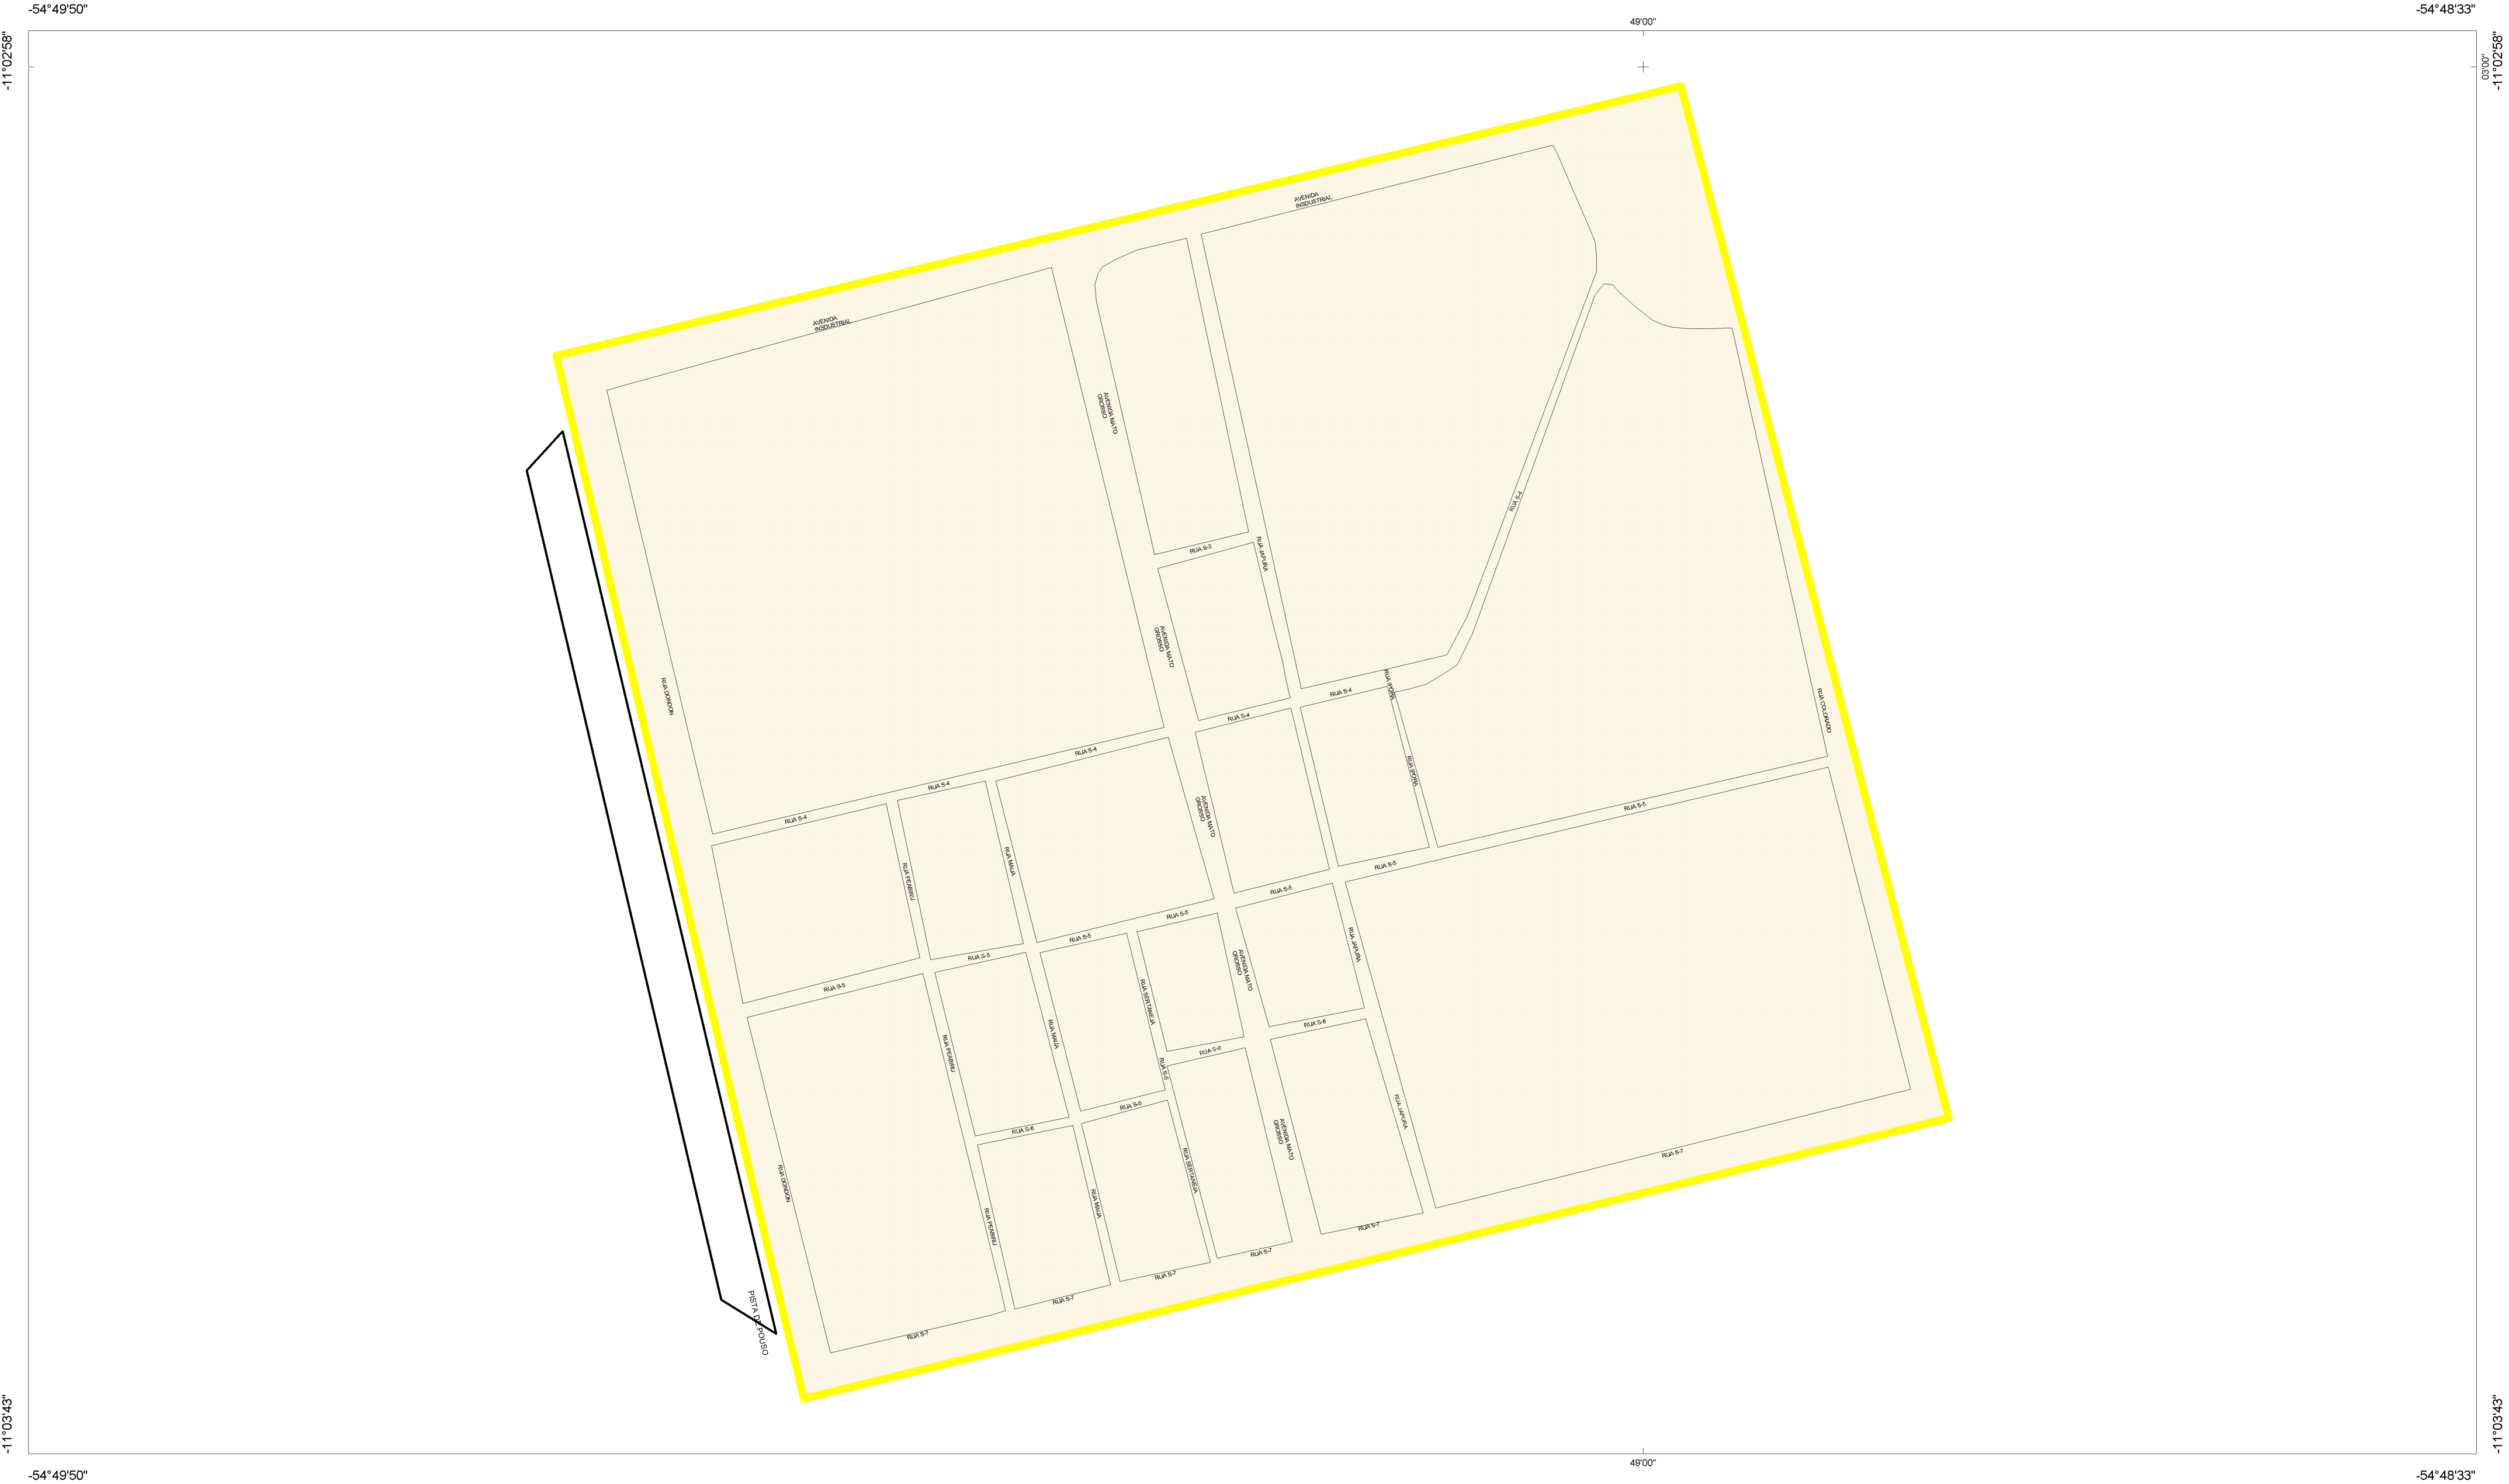 -54°49'50"
49'00"
-54°48'33"
-11°02'58"
03'00"
-11°02'58"
AVENIDA
INSDUSTRIAL
AVENIDA
INSDUSTRIAL
AVENIDA MATO
GROSSO
RUA S-4
RUA S-3
RUA JAPURA
AVENIDA MATO
GROSSO
RUA DONDON
RUA IPORA
RUA S-4
RUA COLORADO
RUA S-4
RUA S-4
RUA IPORA
RUA S-4
RUA S-4
AVENIDA MATO
GROSSO
RUA S-5
RUA MAUA
RUA S-5
RUA PEABIRU
RUA S-5
RUA S-5
RUA S-5
RUA JAPURA
RUA S-5
AVENIDA MATO
GROSSO
RUA S-5
RUA SERTANEJA
RUA S-6
RUA MAUA
RUA S-6
RUA PEABIRU
RUA S-6
RUA S-6
RUA JAPURA
RUA S-6
AVENIDA MATO
GROSSO
RUA S-7
RUA SERTANEJA
RUA DONDON
RUA MAUA
RUA PEABIRU
RUA S-7
RUA S-7
RUA S-7
RUA S-7
RUA S-7
PISTA DE POUSO
-11°03'43"
-11°03'43"
-54°49'50"
49'00"
-54°48'33"